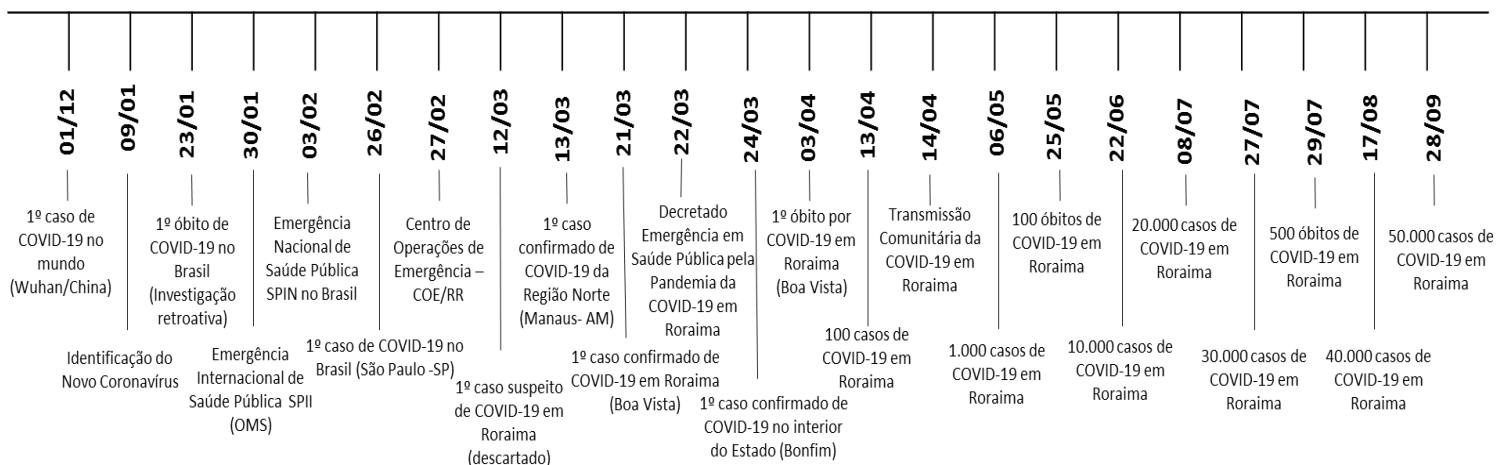 01/12
09/01
23/01
30/01
03/02
26/02
27/02
12/03
13/03
21/03
22/03
24/03
03/04
13/04
14/04
06/05
25/05
22/06
08/07
27/07
29/07
17/08
28/09
1º caso de
COVID-19 no
mundo
(Wuhan/China)
Identificação do
Novo Coronavírus
1º óbito de
COVID-19 no
Brasil
(Investigação
retroativa)
Emergência
Internacional de
Saúde Pública SPII
(OMS)
Emergência
Nacional de
Saúde Pública
SPIN no Brasil
1º caso de COVID-19 no
Brasil (São Paulo -SP)
Centro de
Operações de
Emergência –
COE/RR
1º caso suspeito
de COVID-19 em
Roraima
(descartado)
1º caso
confirmado de
COVID-19 da
Região Norte
(Manaus- AM)
1º caso confirmado de
COVID-19 em Roraima
(Boa Vista)
Decretado
Emergência em
Saúde Pública pela
Pandemia da
COVID-19 em
Roraima
1º caso confirmado de
COVID-19 no interior
do Estado (Bonfim)
1º óbito por
COVID-19 em
Roraima
(Boa Vista)
100 casos de
COVID-19 em
Roraima
Transmissão
Comunitária da
COVID-19 em
Roraima
1.000 casos de
COVID-19 em
Roraima
100 óbitos de
COVID-19 em
Roraima
10.000 casos de
COVID-19 em
Roraima
20.000 casos de
COVID-19 em
Roraima
30.000 casos de
COVID-19 em
Roraima
500 óbitos de
COVID-19 em
Roraima
40.000 casos de
COVID-19 em
Roraima
50.000 casos de
COVID-19 em
Roraima